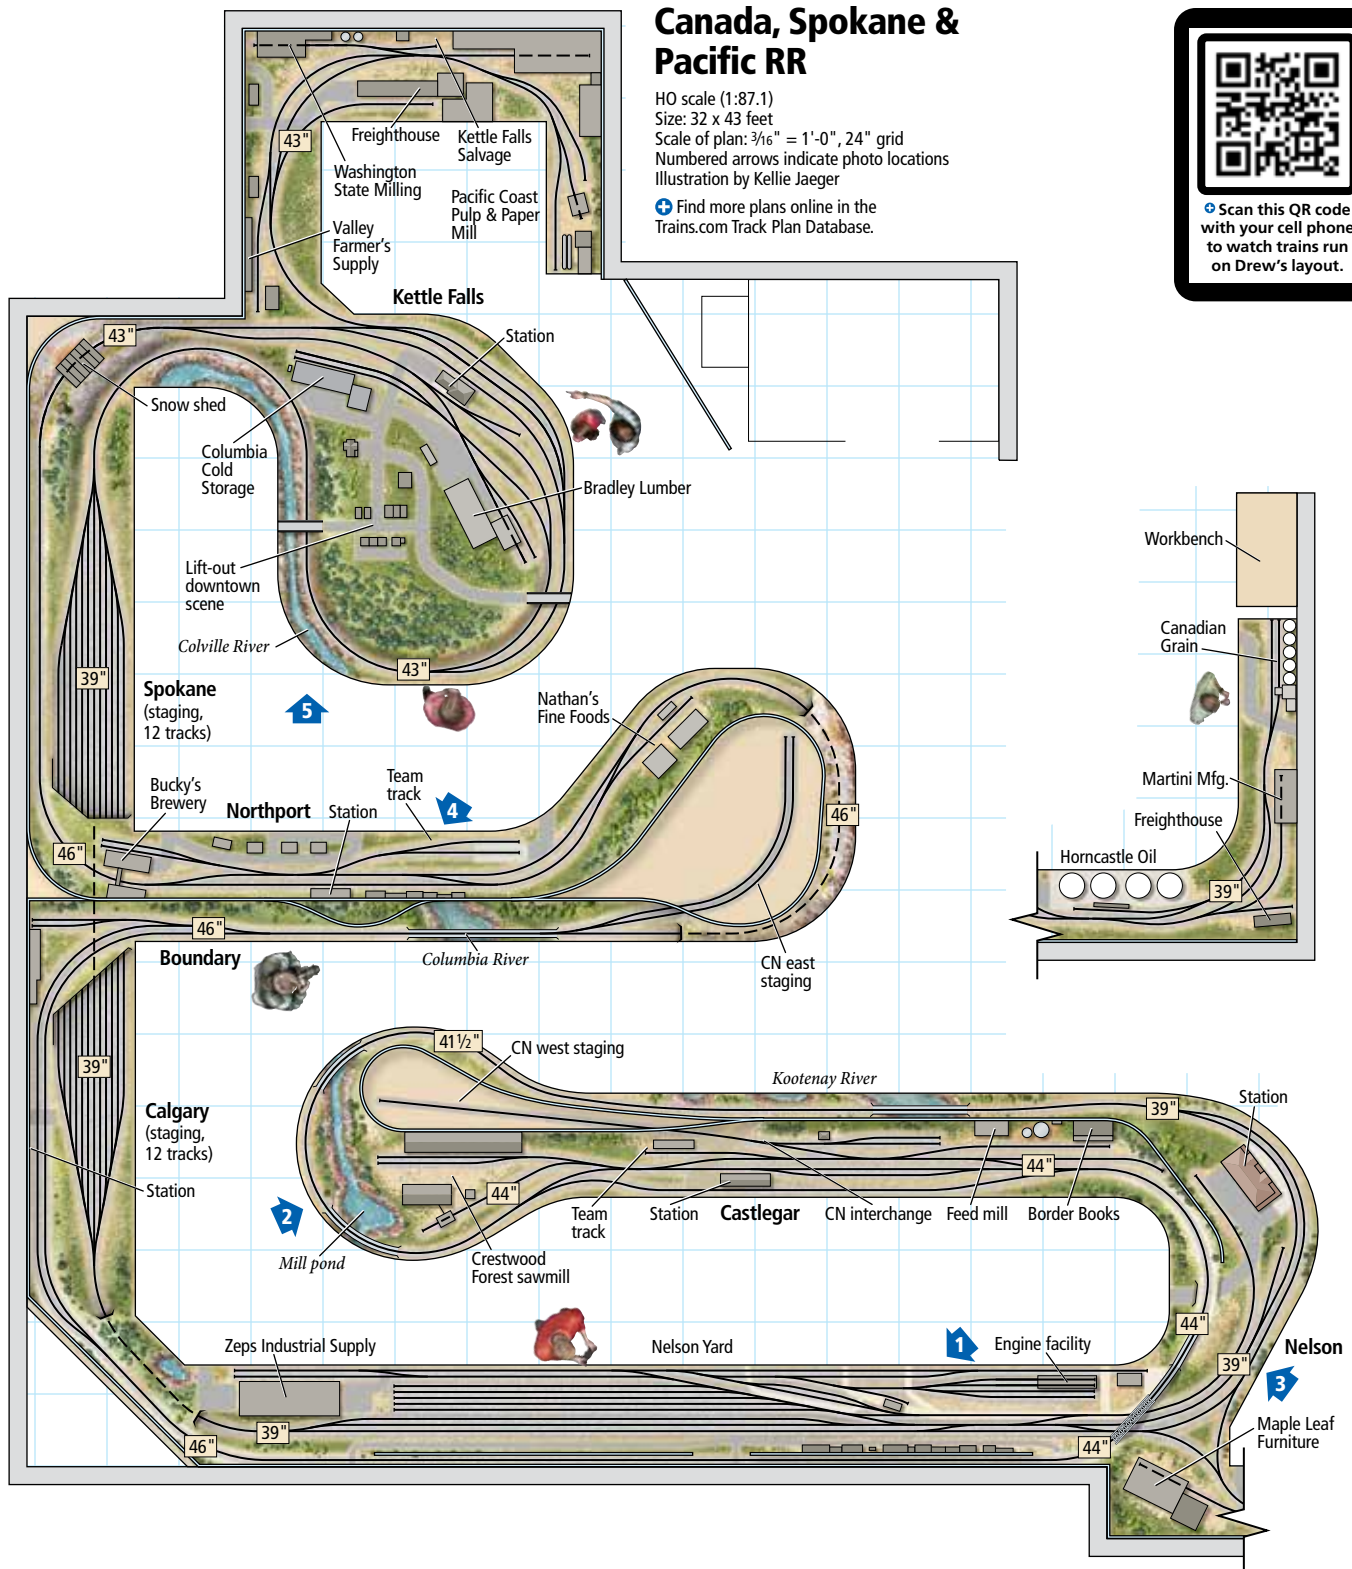 Canada, Spokane &
Pacific RR
HO scale (1:87.1)
Size: 32 x 43 feet
Scale of plan: 3/16" = 1'-0", 24" grid
Numbered arrows indicate photo locations
Illustration by Kellie Jaeger
Find more plans online in the
Trains.com Track Plan Database.
Scan this QR code
with your cell phone
to watch trains run
on Drew's layout.
43"
Freighthouse
Kettle Falls
Salvage
Washington
State Milling
Pacific Coast
Pulp & Paper
Mill
Valley
Farmer's
Supply
Kettle Falls
Station
43"
Snow shed
Columbia
Cold
Storage
Bradley Lumber
Lift-out
downtown
scene
Colville River
43"
39"
Spokane
(staging,
12 tracks)
5
Nathan's
Fine Foods
Workbench
Canadian
Grain
Martini Mfg.
Freighthouse
Horncastle Oil
39"
Bucky's
Brewery
Northport
Station
Team
track
4
46"
46"
46"
Boundary
Columbia River
CN east
staging
39"
Calgary
(staging,
12 tracks)
Station
41½"
CN west staging
Kootenay River
39"
Station
44"
44"
2
Mill pond
Crestwood
Forest sawmill
Team
track
Station
Castlegar
CN interchange
Feed mill
Border Books
Zeps Industrial Supply
Nelson Yard
1
Engine facility
44"
39"
Nelson
3
Maple Leaf
Furniture
46"
39"
44"